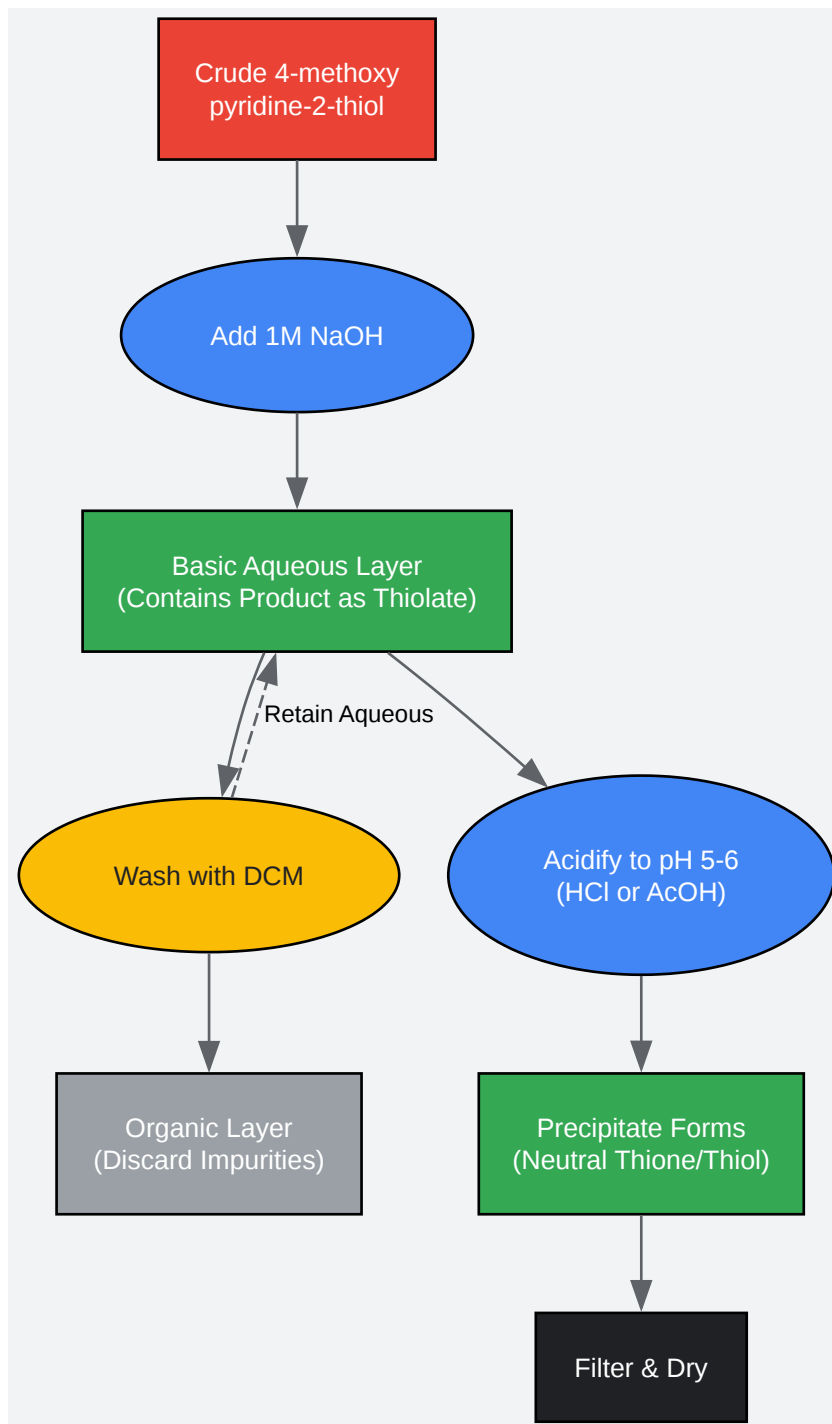 Crude 4-methoxy
pyridine-2-thiol
Add 1M NaOH
Basic Aqueous Layer
(Contains Product as Thiolate)
Retain Aqueous
Wash with DCM
Acidify to pH 5-6
(HCl or AcOH)
Organic Layer
(Discard Impurities)
Precipitate Forms
(Neutral Thione/Thiol)
Filter & Dry